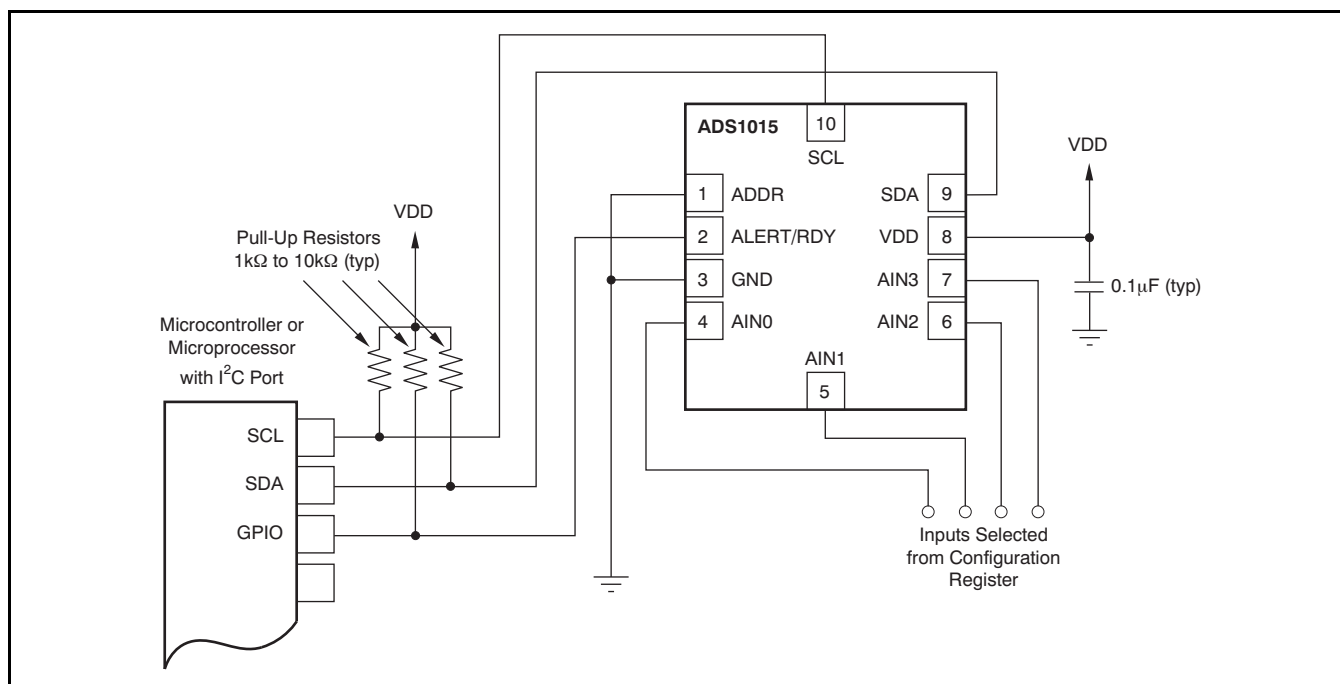 ADS1015
10
SCL
1
ADDR
2
ALERT/RDY
3
GND
4
AIN0
AIN1
5
SDA
9
VDD
8
AIN3
7
AIN2
6
VDD
0.1μF (typ)
VDD
Pull-Up Resistors
1kΩ to 10kΩ (typ)
Microcontroller or
Microprocessor
with I²C Port
SCL
SDA
GPIO
Inputs Selected
from Configuration
Register